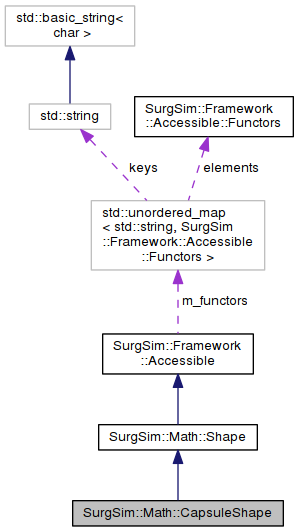 std::basic_string<
char >
std::string
SurgSim::Framework
::Accessible::Functors
keys
elements
std::unordered_map
< std::string, SurgSim
::Framework::Accessible
::Functors >
m_functors
SurgSim::Framework
::Accessible
SurgSim::Math::Shape
SurgSim::Math::CapsuleShape